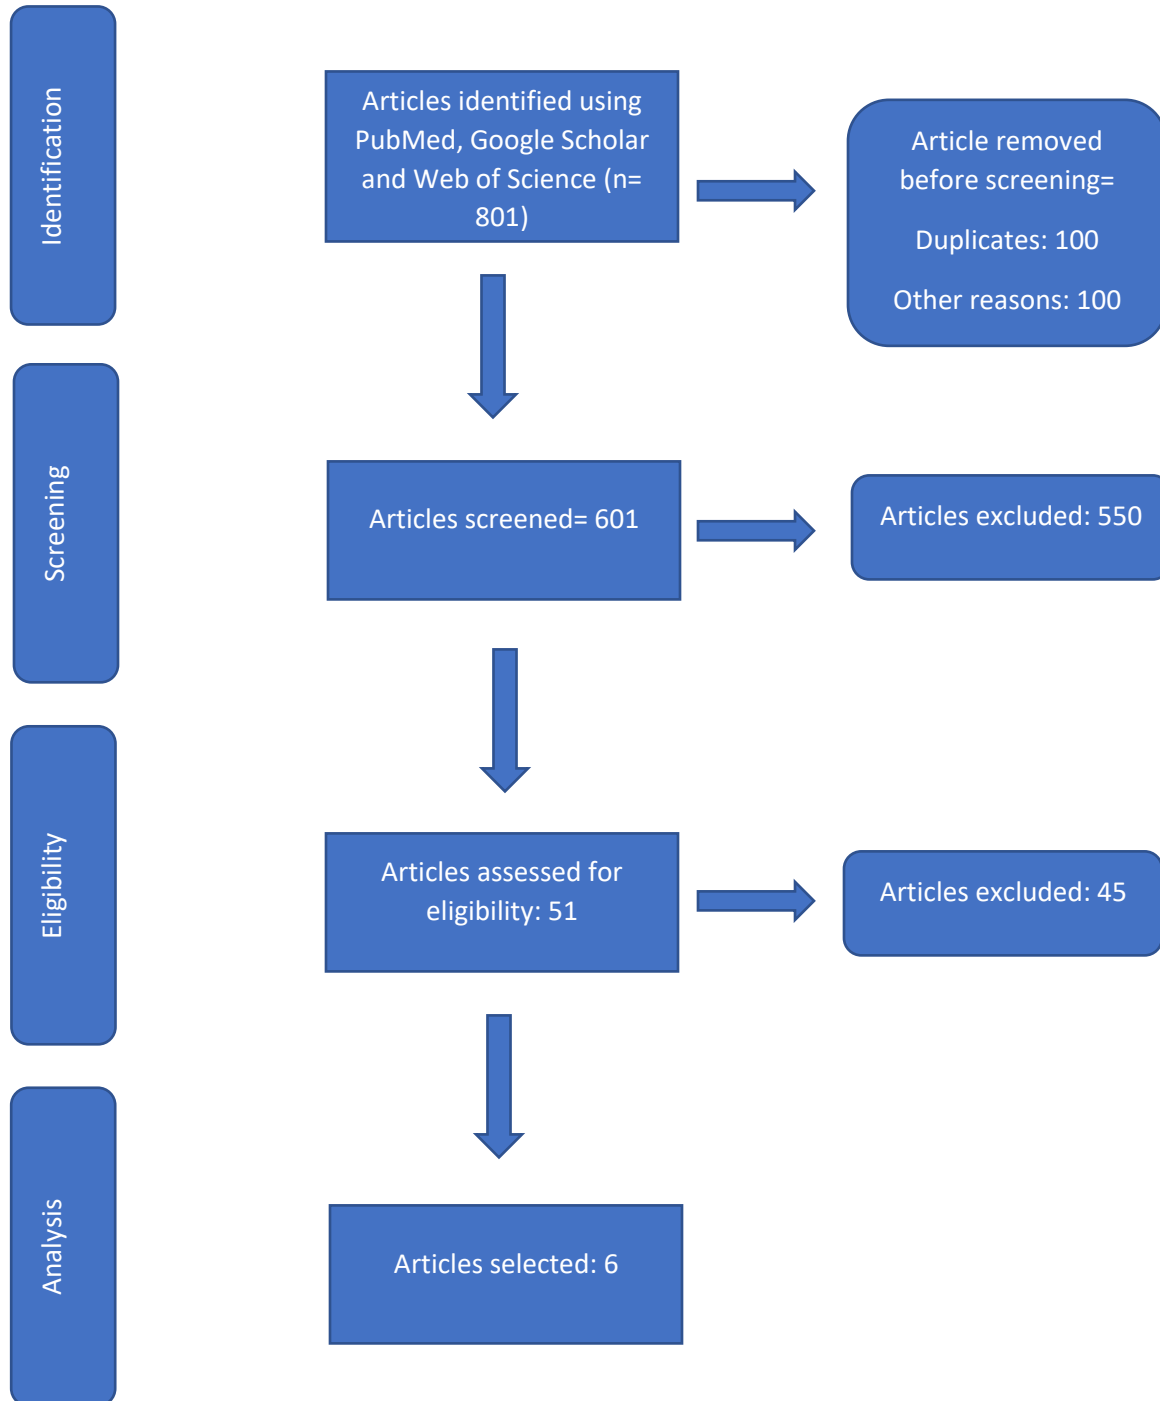 Identification
Articles identified using
PubMed, Google Scholar
and Web of Science (n=
801)
Article removed
before screening=
Duplicates: 100
Other reasons: 100
Screening
Articles screened= 601
Articles excluded: 550
Eligibility
Articles assessed for
eligibility: 51
Articles excluded: 45
Analysis
Articles selected: 6